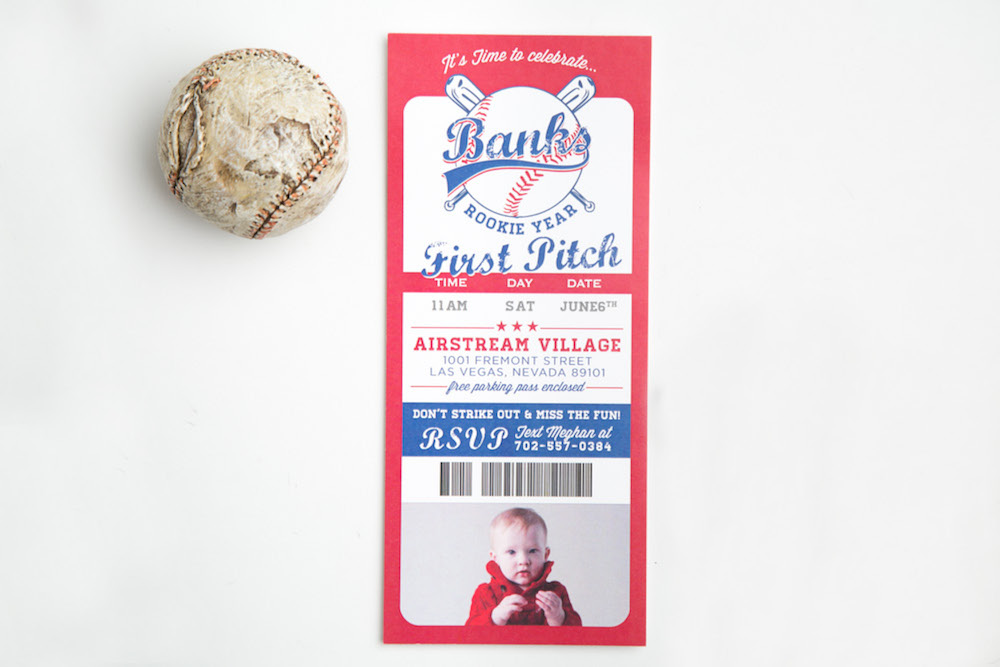 It's Time to celebrate...
Banks
ROOKIE YEAR
First Pitch
TIME DAY DATE
11AM SAT JUNE6TH
AIRSTREAM VILLAGE
1001 FREMONT STREET
LAS VEGAS, NEVADA 89101
free parking pass enclosed
DON'T STRIKE OUT & MISS THE FUN!
RSVP Text Meghan at
702-557-0384